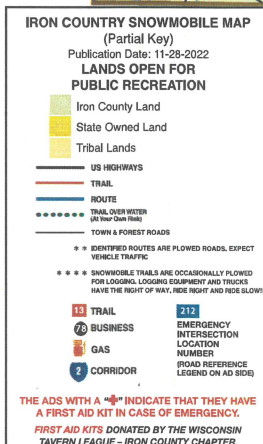 IRON COUNTRY SNOWMOBILE MAP
(Partial Key)
Publication Date: 11-28-2022
LANDS OPEN FOR
PUBLIC RECREATION
Iron County Land
State Owned Land
Tribal Lands
US HIGHWAYS
TRAIL
ROUTE
TRAIL OVER WATER
(At Your Own Risk)
TOWN & FOREST ROADS
* * IDENTIFIED ROUTES ARE PLOWED ROADS, EXPECT
VEHICLE TRAFFIC
* * * * SNOWMOBILE TRAILS ARE OCCASIONALLY PLOWED
FOR LOGGING. LOGGING EQUIPMENT AND TRUCKS
HAVE THE RIGHT OF WAY, RIDE RIGHT AND RIDE SLOW!!
13 TRAIL
78 BUSINESS
GAS
2 CORRIDOR
212
EMERGENCY
INTERSECTION
LOCATION
NUMBER
(ROAD REFERENCE
LEGEND ON AD SIDE)
THE ADS WITH A "✚" INDICATE THAT THEY HAVE
A FIRST AID KIT IN CASE OF EMERGENCY.
FIRST AID KITS DONATED BY THE WISCONSIN
TAVERN LEAGUE – IRON COUNTY CHAPTER